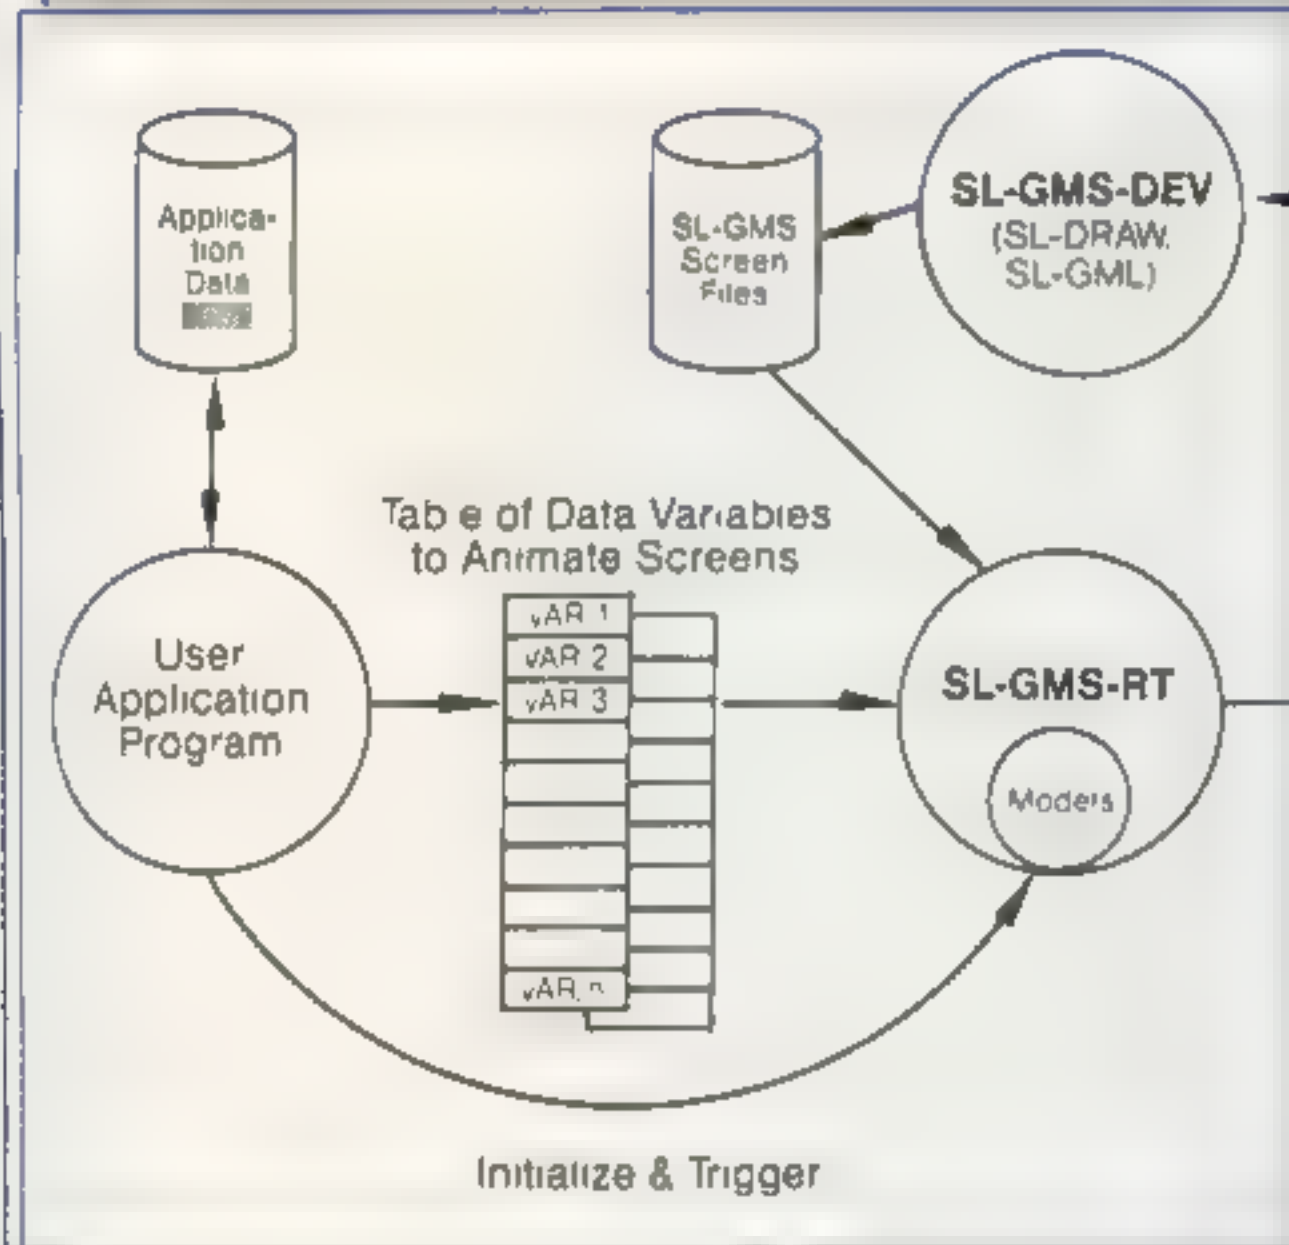 Applica-
tion
Data
SL-GMS
Screen
Files
SL-GMS-DEV
(SL-DRAW,
SL-GML)
Table of Data Variables
to Animate Screens
VAR 1
VAR 2
VAR 3
VAR n
User
Application
Program
SL-GMS-RT
Models
Initialize & Trigger